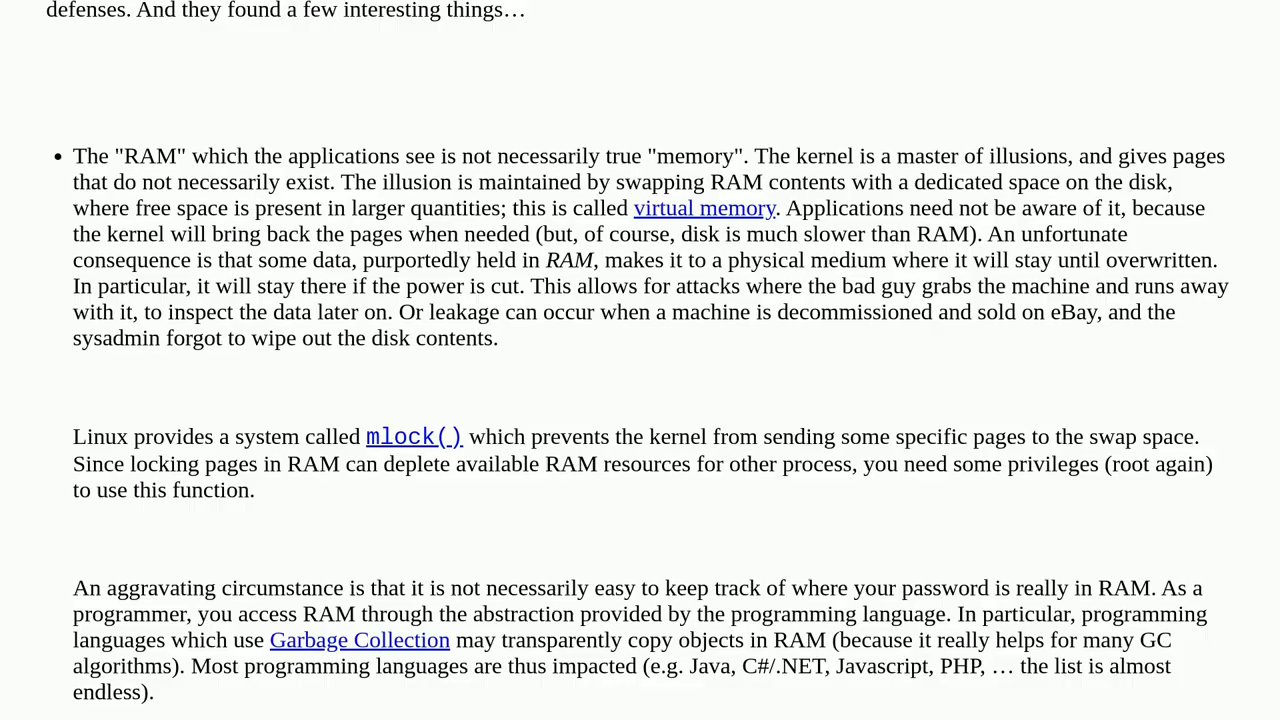 defenses. And they found a few interesting things…
• The "RAM" which the applications see is not necessarily true "memory". The kernel is a master of illusions, and gives pages
that do not necessarily exist. The illusion is maintained by swapping RAM contents with a dedicated space on the disk,
where free space is present in larger quantities; this is called virtual memory. Applications need not be aware of it, because
the kernel will bring back the pages when needed (but, of course, disk is much slower than RAM). An unfortunate
consequence is that some data, purportedly held in RAM, makes it to a physical medium where it will stay until overwritten.
In particular, it will stay there if the power is cut. This allows for attacks where the bad guy grabs the machine and runs away
with it, to inspect the data later on. Or leakage can occur when a machine is decommissioned and sold on eBay, and the
sysadmin forgot to wipe out the disk contents.
Linux provides a system called mlock() which prevents the kernel from sending some specific pages to the swap space.
Since locking pages in RAM can deplete available RAM resources for other process, you need some privileges (root again)
to use this function.
An aggravating circumstance is that it is not necessarily easy to keep track of where your password is really in RAM. As a
programmer, you access RAM through the abstraction provided by the programming language. In particular, programming
languages which use Garbage Collection may transparently copy objects in RAM (because it really helps for many GC
algorithms). Most programming languages are thus impacted (e.g. Java, C#/.NET, Javascript, PHP, … the list is almost
endless).